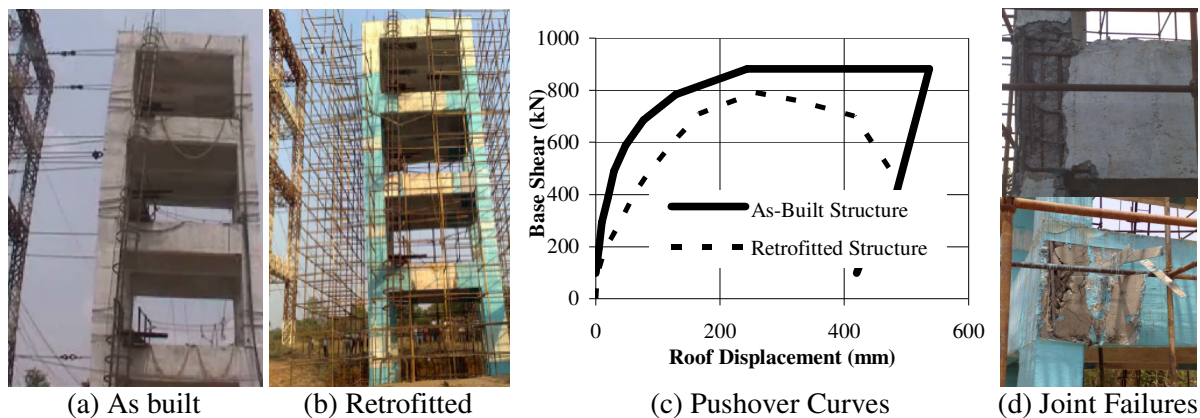 1000
800
600
400
200
0
Base Shear (kN)
As-Built Structure
Retrofitted Structure
0 200 400 600
Roof Displacement (mm)
(a) As built (b) Retrofitted (c) Pushover Curves (d) Joint Failures